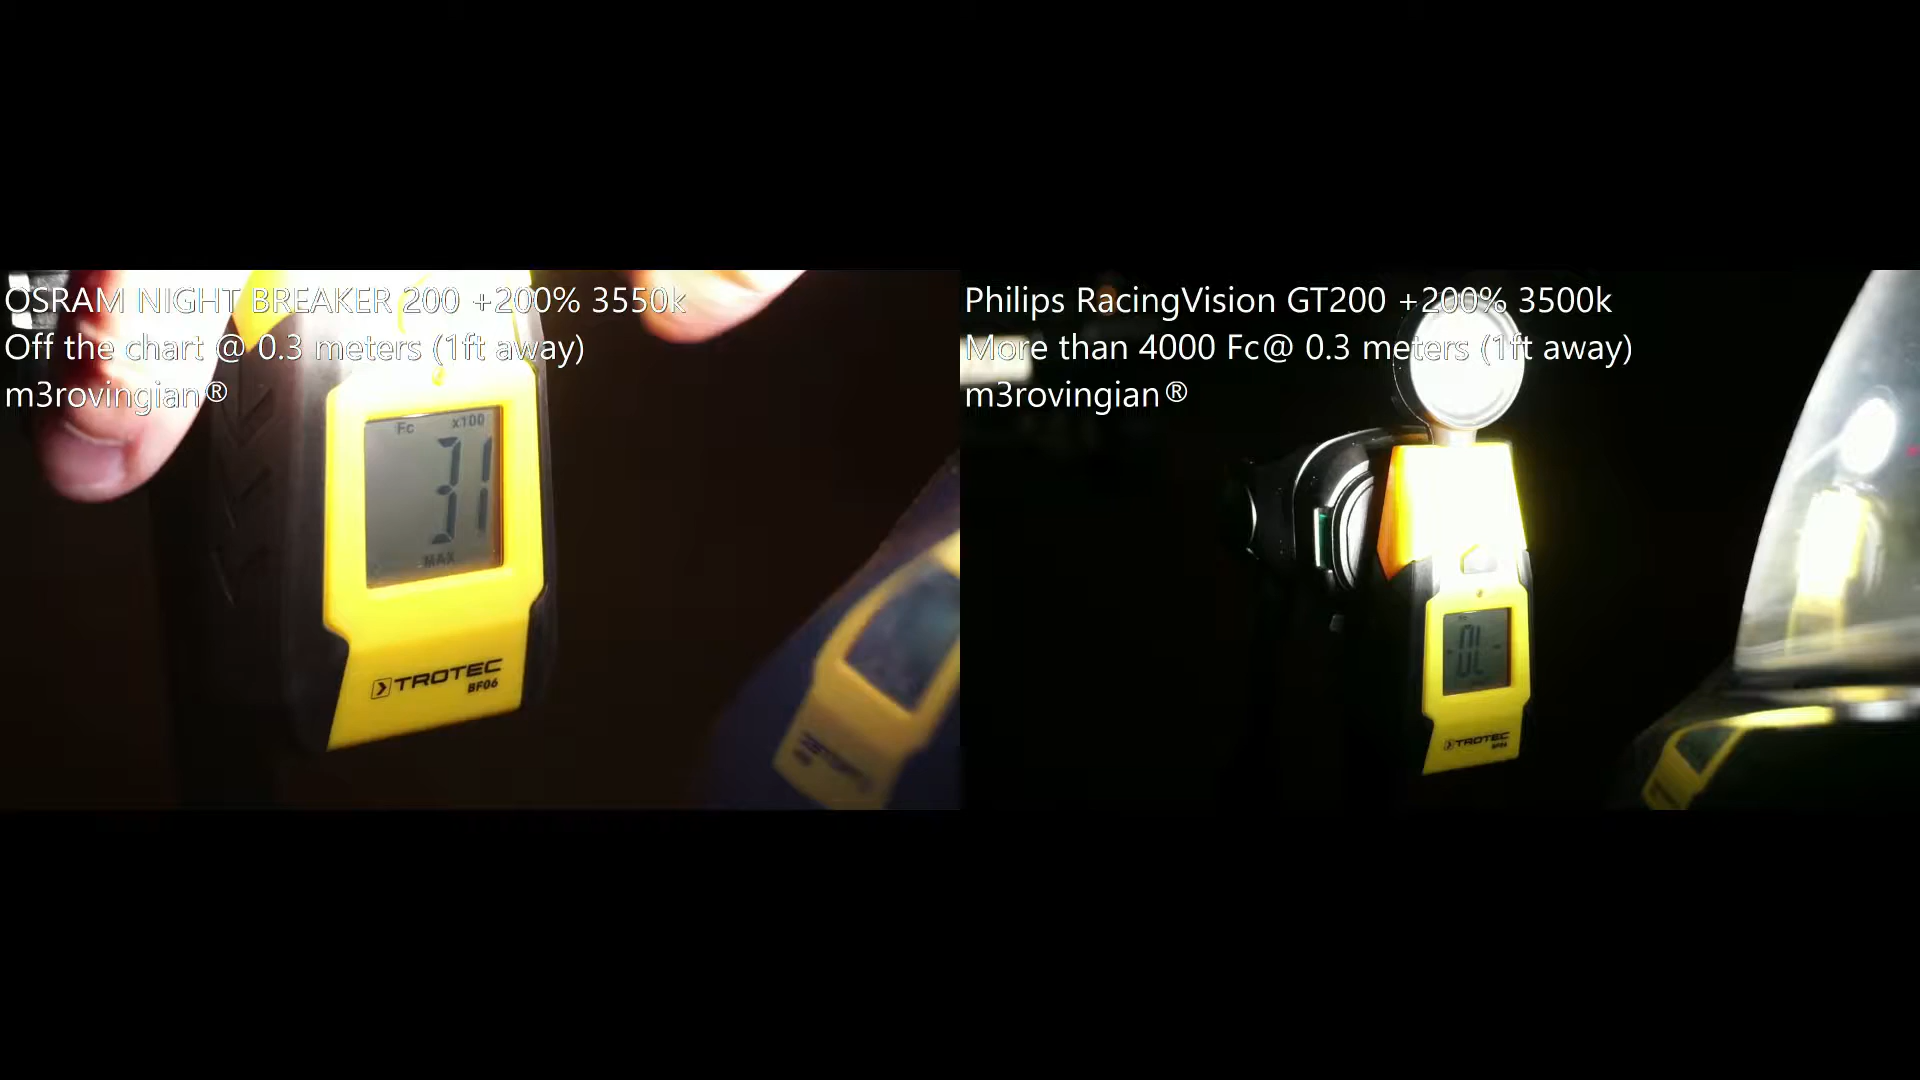 OSRAM NIGHT BREAKER 200 +200% 3550k
Off the chart @ 0.3 meters (1ft away)
m3rovingian®
Fc x100
31
MAX
TROTEC
BF06
Philips RacingVision GT200 +200% 3500k
More than 4000 Fc@ 0.3 meters (1ft away)
m3rovingian®
Fc
OL
TROTEC
BF06